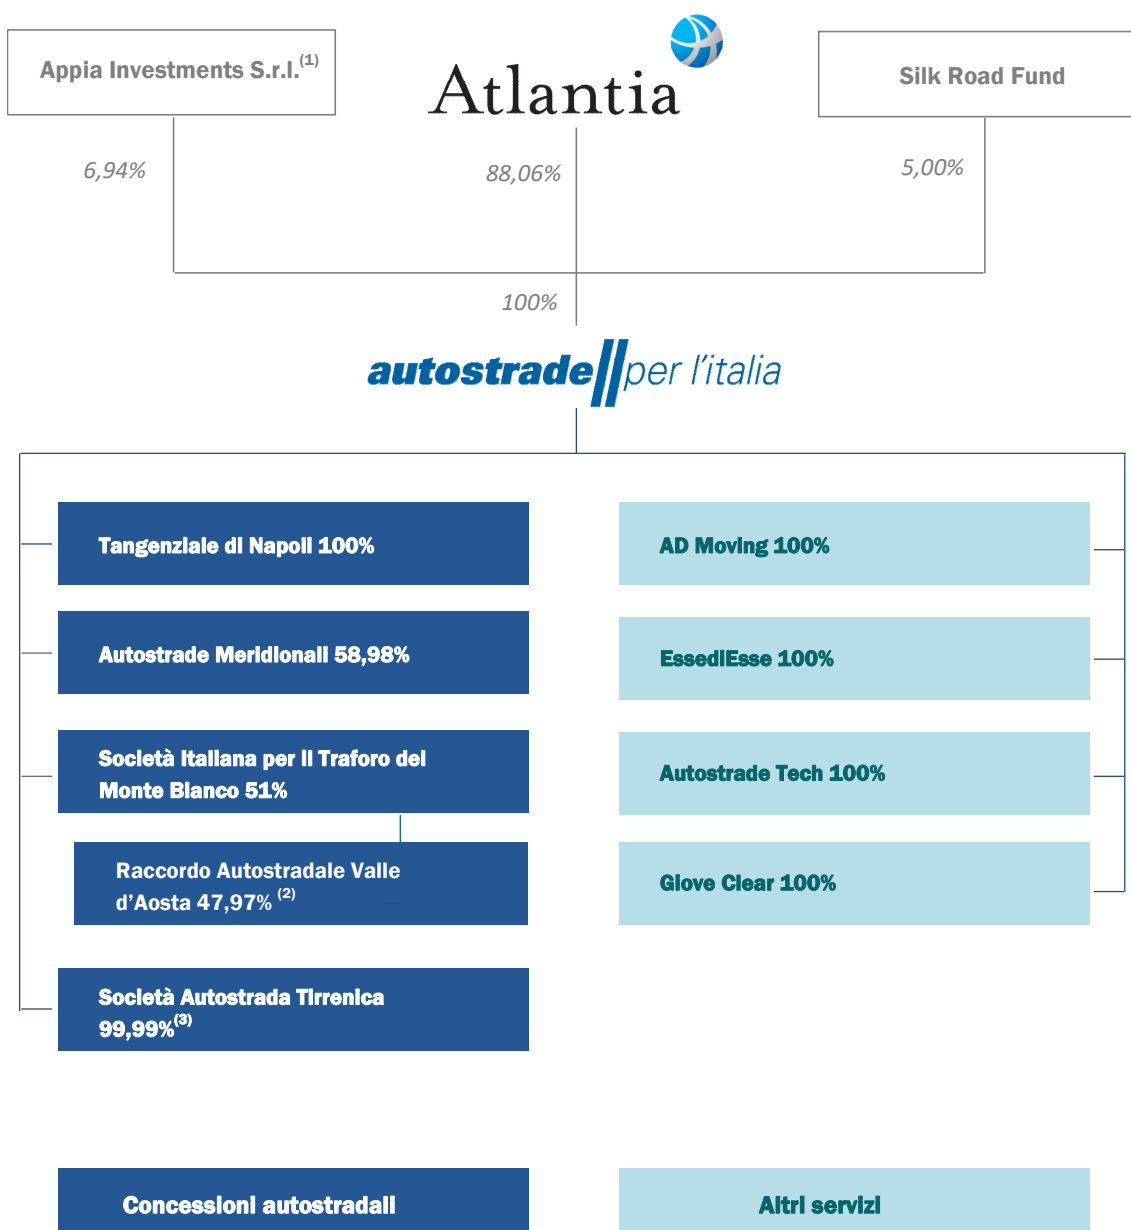 Appia Investments S.r.l.(1)
Atlantia
Silk Road Fund
6,94%
88,06%
5,00%
100%
autostrade per l'italia
Tangenziale di Napoli 100%
Autostrade Meridionali 58,98%
Società Italiana per il Traforo del
Monte Bianco 51%
Raccordo Autostradale Valle
d'Aosta 47,97% (2)
Società Autostrada Tirrenica
99,99%(3)
AD Moving 100%
EssediEsse 100%
Autostrade Tech 100%
Giove Clear 100%
Concessioni autostradali
Altri servizi